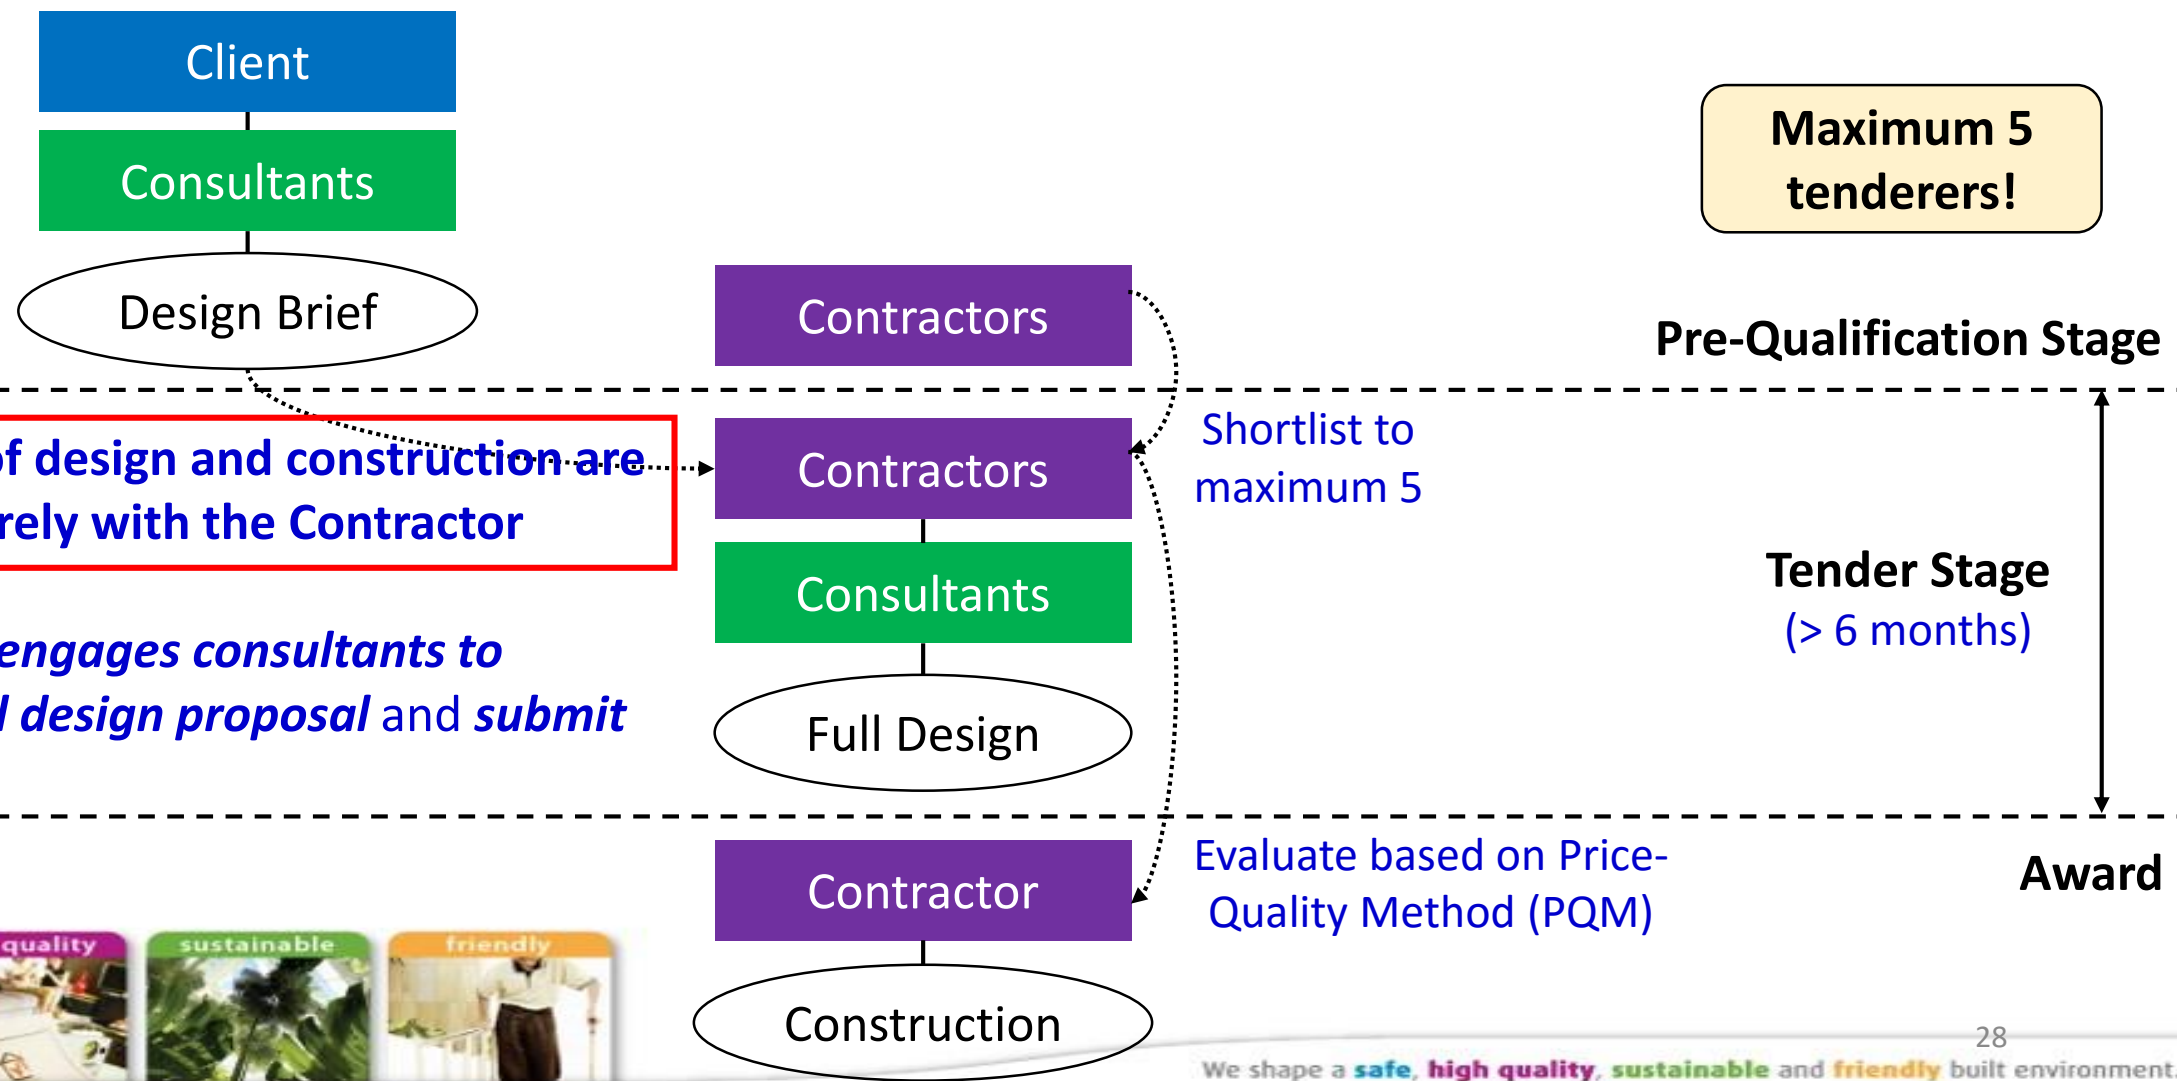 Client
Consultants
Design Brief
Maximum 5
tenderers!
Contractors
Pre-Qualification Stage
of design and construction are
rely with the Contractor
Contractors
Shortlist to
maximum 5
Consultants
Tender Stage
(> 6 months)
engages consultants to
design proposal and submit
Full Design
Contractor
Evaluate based on Price-
Quality Method (PQM)
Award
quality
sustainable
friendly
Construction
28
We shape a safe, high quality, sustainable and friendly built environment.